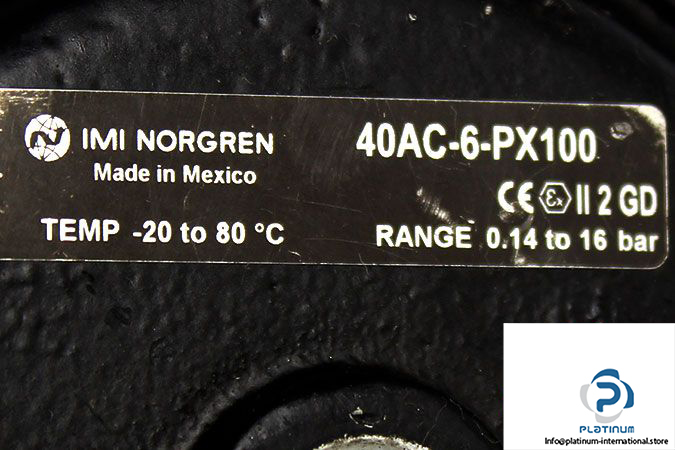 IMI NORGREN
40AC-6-PX100
Made in Mexico
CE Ex II 2 GD
TEMP -20 to 80 °C
RANGE 0.14 to 16 bar
PLATINUM
info@platinum-international.store